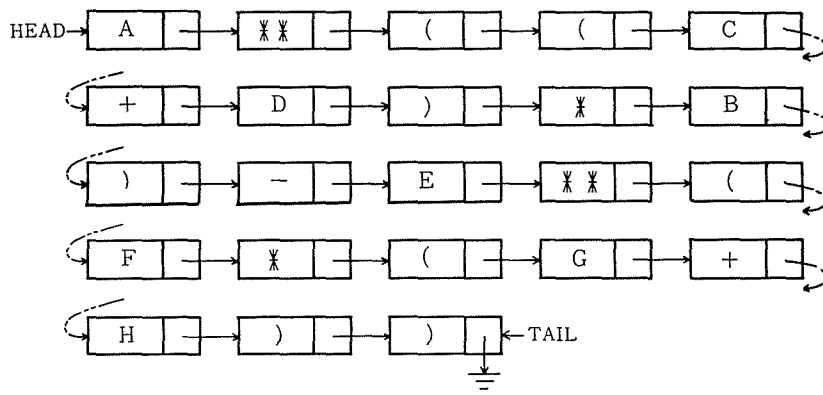 HEAD A ** ( ( C
+ D ) * B
) - E ** (
F * ( G +
H ) ) TAIL